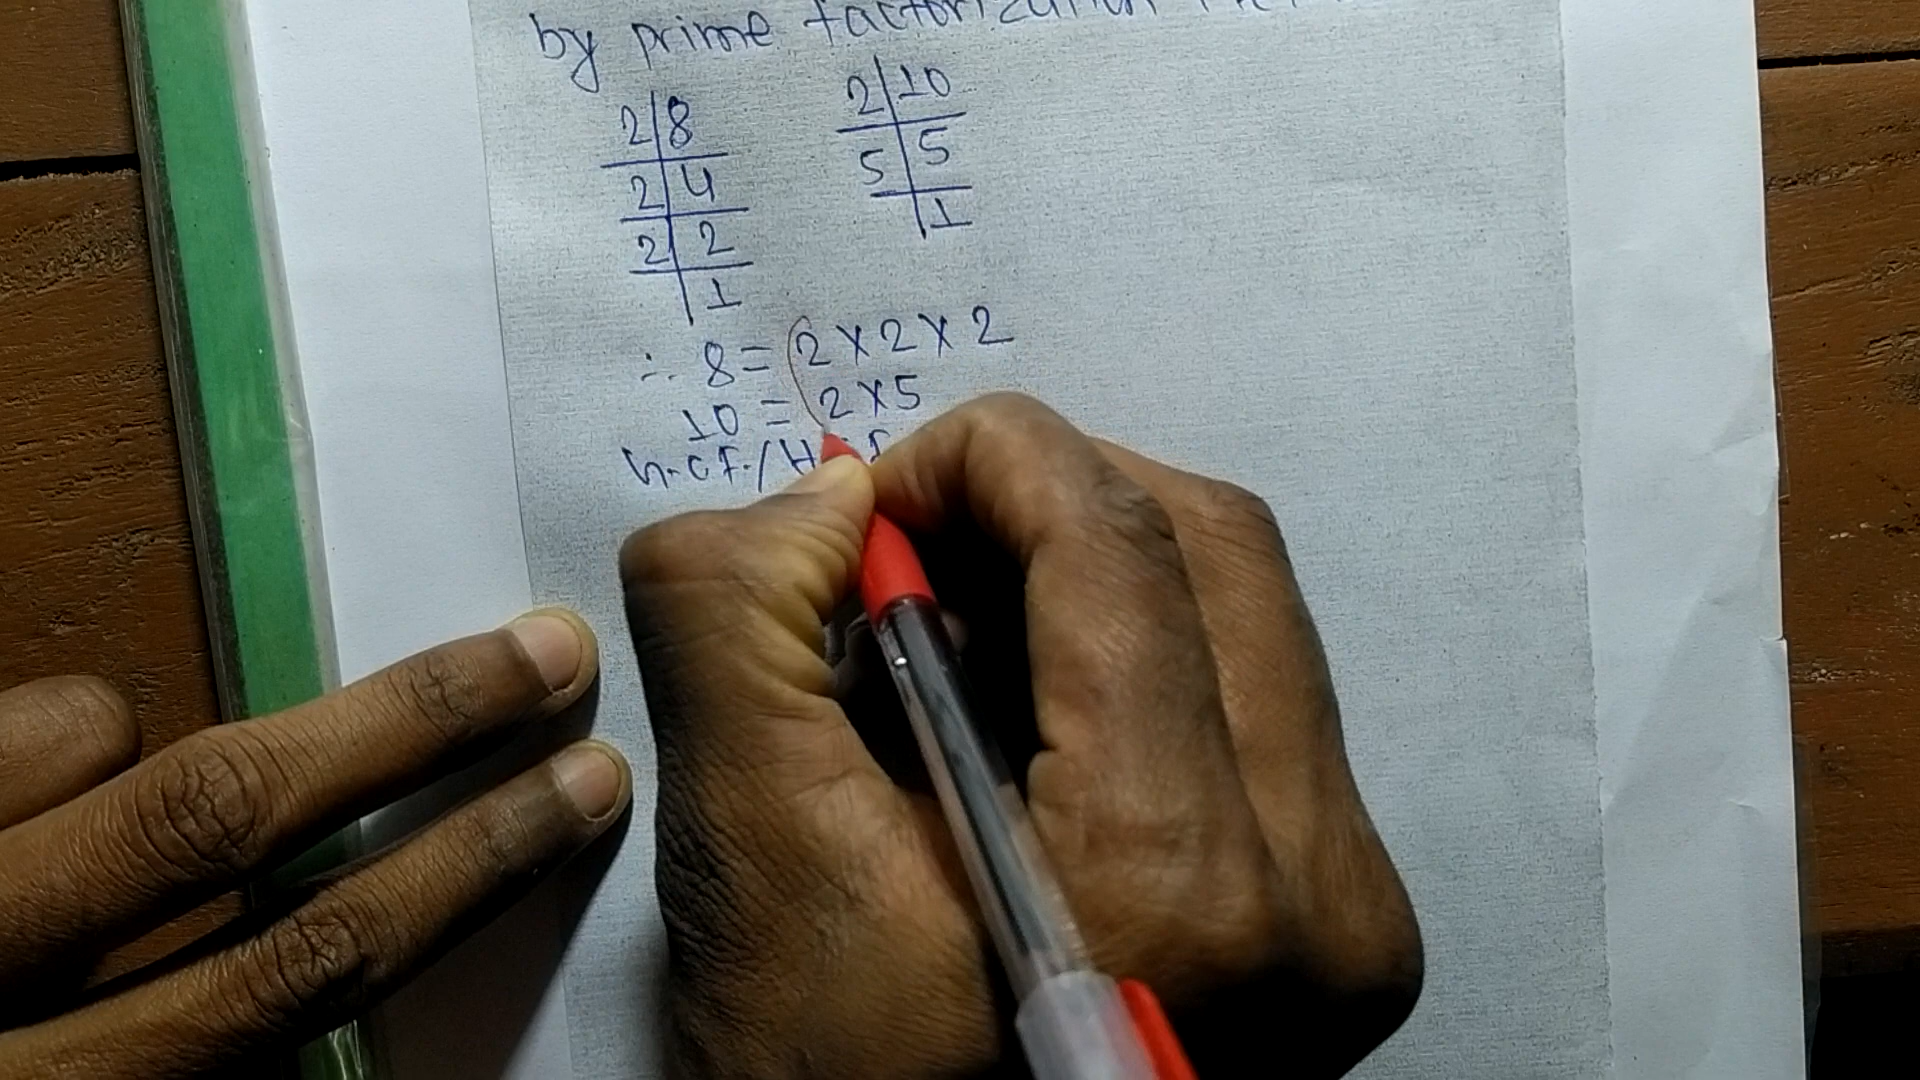 by prime factorization
2 8
2 4
2 2
1
2 10
5 5
1
∴ 8 = 2 × 2 × 2
10 = 2 × 5
G.C.F./H